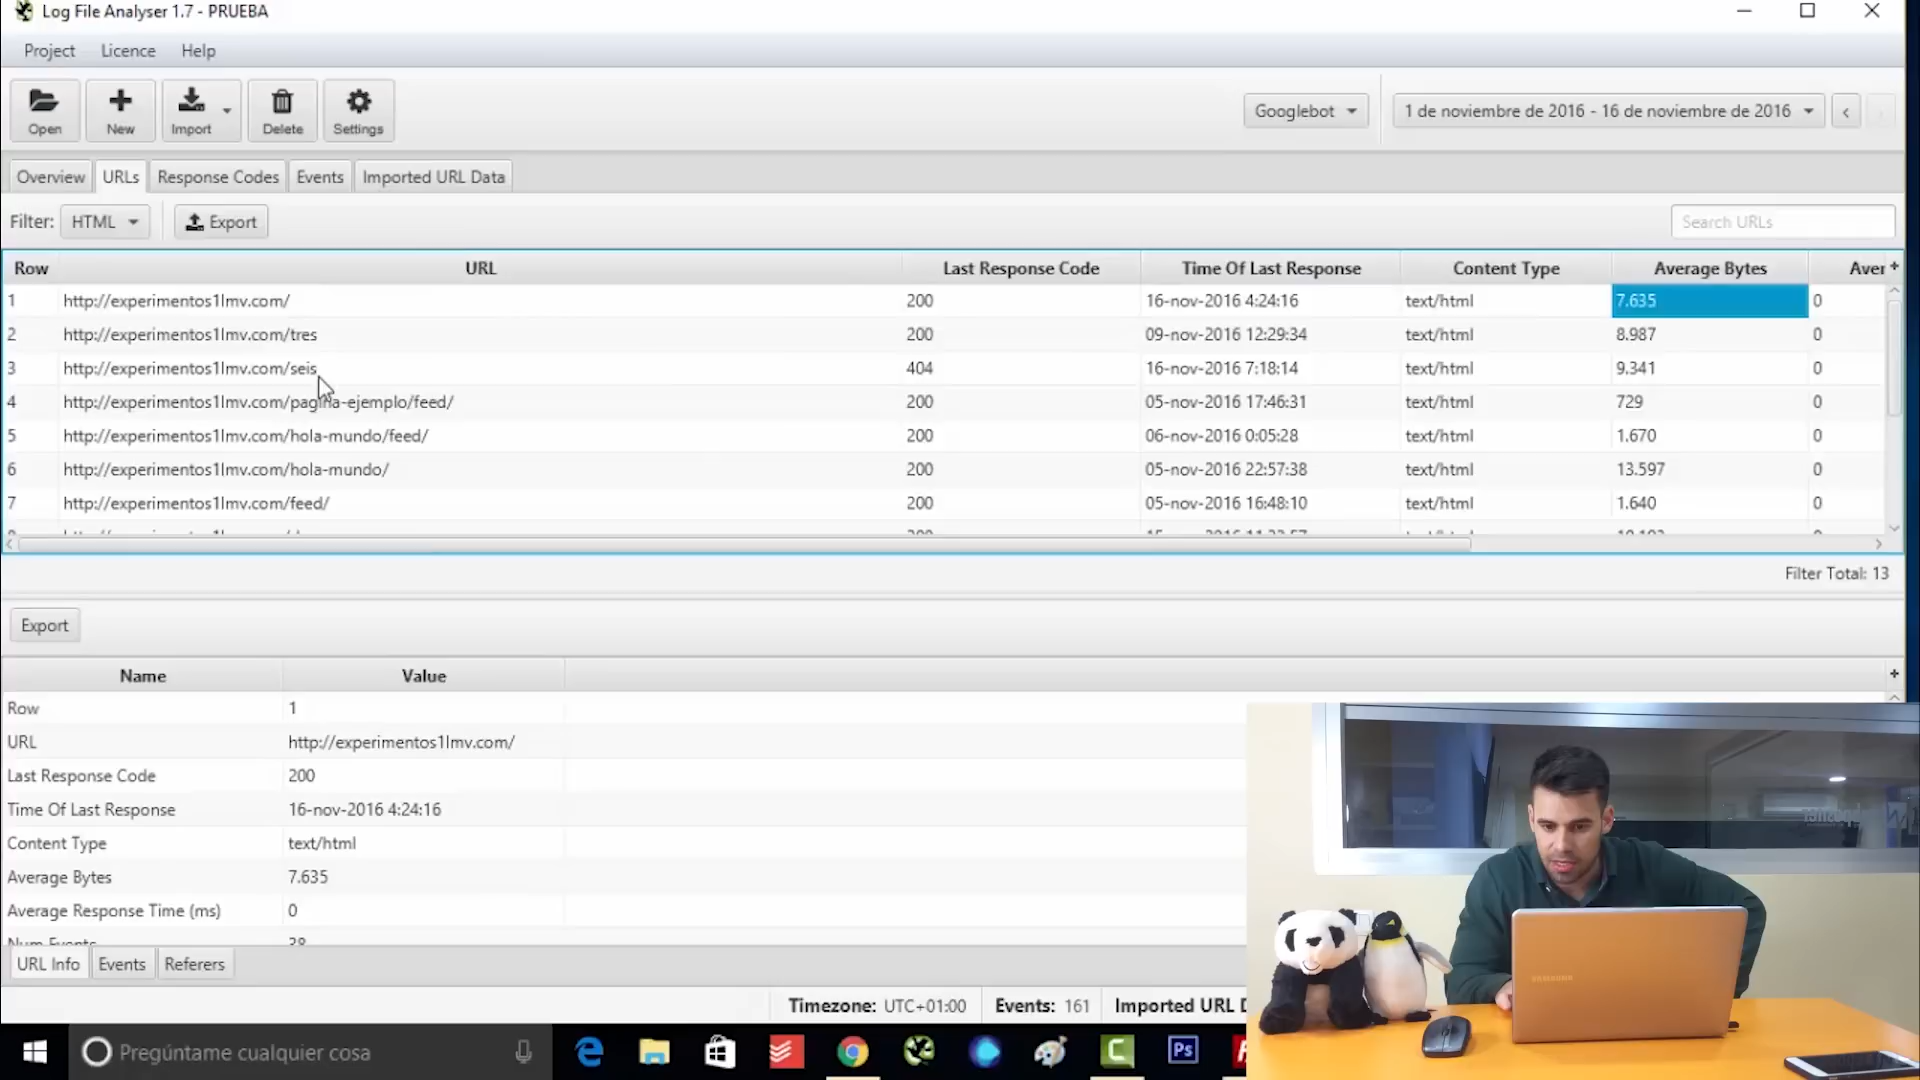 Log File Analyser 1.7 - PRUEBA
Project Licence Help
Open New Import Delete Settings
Googlebot 1 de noviembre de 2016 - 16 de noviembre de 2016
Overview URLs Response Codes Events Imported URL Data
Filter: HTML Export Search URLs
Row URL Last Response Code Time Of Last Response Content Type Average Bytes Aver
1 http://experimentos1lmv.com/ 200 16-nov-2016 4:24:16 text/html 7.635 0
2 http://experimentos1lmv.com/tres 200 09-nov-2016 12:29:34 text/html 8.987 0
3 http://experimentos1lmv.com/seis 404 16-nov-2016 7:18:14 text/html 9.341 0
4 http://experimentos1lmv.com/pagina-ejemplo/feed/ 200 05-nov-2016 17:46:31 text/html 729 0
5 http://experimentos1lmv.com/hola-mundo/feed/ 200 06-nov-2016 0:05:28 text/html 1.670 0
6 http://experimentos1lmv.com/hola-mundo/ 200 05-nov-2016 22:57:38 text/html 13.597 0
7 http://experimentos1lmv.com/feed/ 200 05-nov-2016 16:48:10 text/html 1.640 0
Filter Total: 13
Export
Name Value
Row 1
URL http://experimentos1lmv.com/
Last Response Code 200
Time Of Last Response 16-nov-2016 4:24:16
Content Type text/html
Average Bytes 7.635
Average Response Time (ms) 0
Num Events 38
URL Info Events Referers
Timezone: UTC+01:00 Events: 161 Imported URL D
Pregúntame cualquier cosa
Ps
SAMSUNG